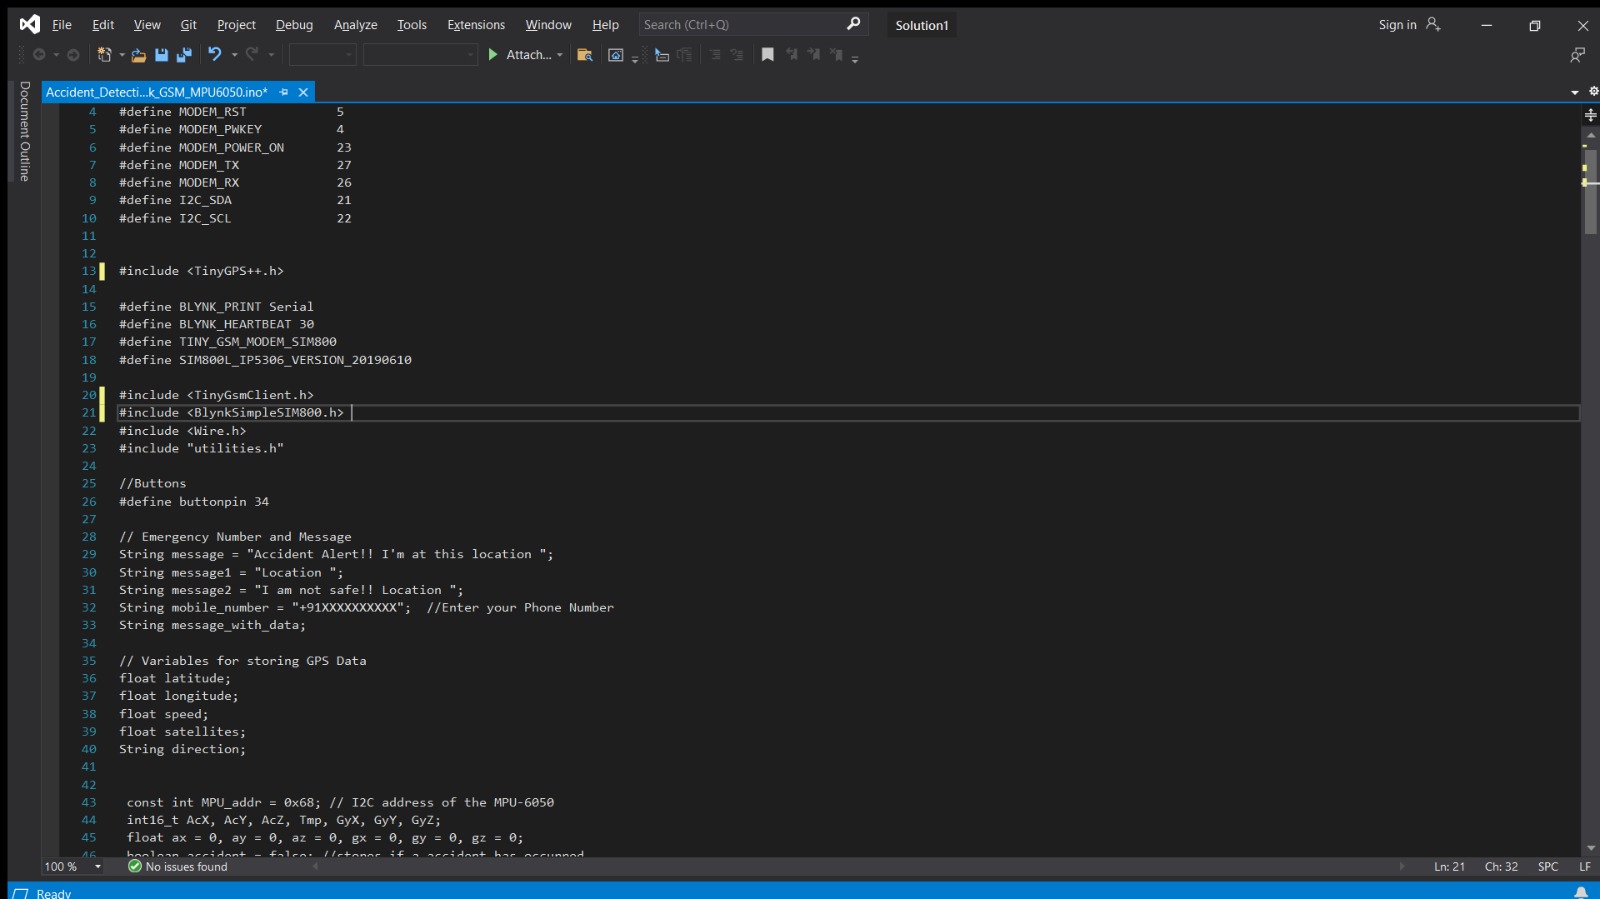 File Edit View Git Project Debug Analyze Tools Extensions Window Help Search (Ctrl+Q) Solution1 Sign in
Attach...
Document Outline
Accident_Detecti...k_GSM_MPU6050.ino*
4 #define MODEM_RST 5
5 #define MODEM_PWKEY 4
6 #define MODEM_POWER_ON 23
7 #define MODEM_TX 27
8 #define MODEM_RX 26
9 #define I2C_SDA 21
10 #define I2C_SCL 22
11
12
13 #include <TinyGPS++.h>
14
15 #define BLYNK_PRINT Serial
16 #define BLYNK_HEARTBEAT 30
17 #define TINY_GSM_MODEM_SIM800
18 #define SIM800L_IP5306_VERSION_20190610
19
20 #include <TinyGsmClient.h>
21 #include <BlynkSimpleSIM800.h>
22 #include <Wire.h>
23 #include "utilities.h"
24
25 //Buttons
26 #define buttonpin 34
27
28 // Emergency Number and Message
29 String message = "Accident Alert!! I'm at this location ";
30 String message1 = "Location ";
31 String message2 = "I am not safe!! Location ";
32 String mobile_number = "+91XXXXXXXXXX"; //Enter your Phone Number
33 String message_with_data;
34
35 // Variables for storing GPS Data
36 float latitude;
37 float longitude;
38 float speed;
39 float satellites;
40 String direction;
41
42
43 const int MPU_addr = 0x68; // I2C address of the MPU-6050
44 int16_t AcX, AcY, AcZ, Tmp, GyX, GyY, GyZ;
45 float ax = 0, ay = 0, az = 0, gx = 0, gy = 0, gz = 0;
46 boolean accident = false; //stores if a accident has occurred
100 % No issues found Ln: 21 Ch: 32 SPC LF
Ready